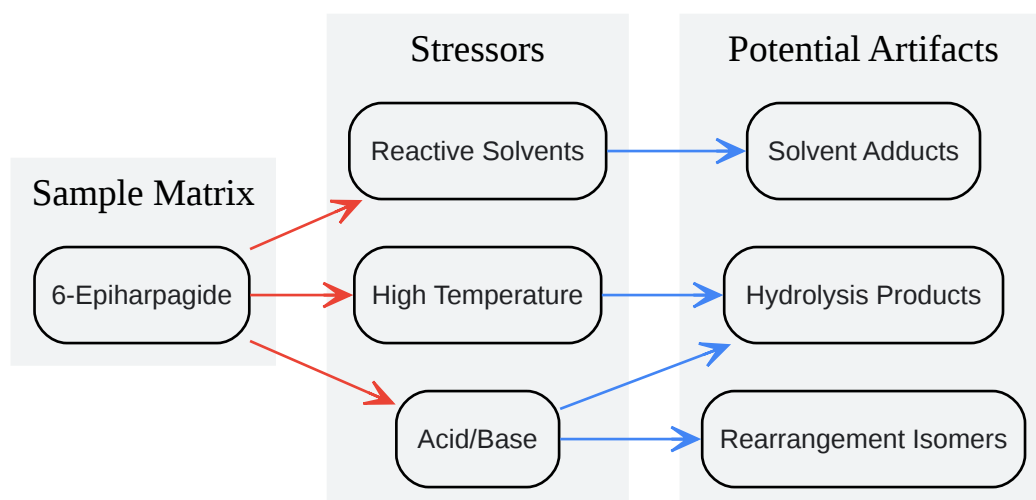 Sample Matrix
6-Epiharpagide
Stressors
Reactive Solvents
High Temperature
Acid/Base
Potential Artifacts
Solvent Adducts
Hydrolysis Products
Rearrangement Isomers